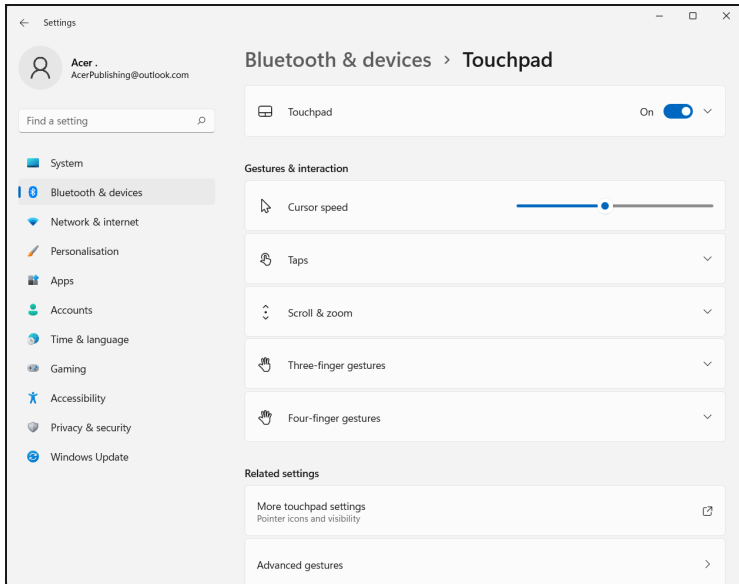 Settings
Acer .
AcerPublishing@outlook.com
Find a setting
System
Bluetooth & devices
Network & internet
Personalisation
Apps
Accounts
Time & language
Gaming
Accessibility
Privacy & security
Windows Update
Bluetooth & devices > Touchpad
Touchpad On
Gestures & interaction
Cursor speed
Taps
Scroll & zoom
Three-finger gestures
Four-finger gestures
Related settings
More touchpad settings
Pointer icons and visibility
Advanced gestures